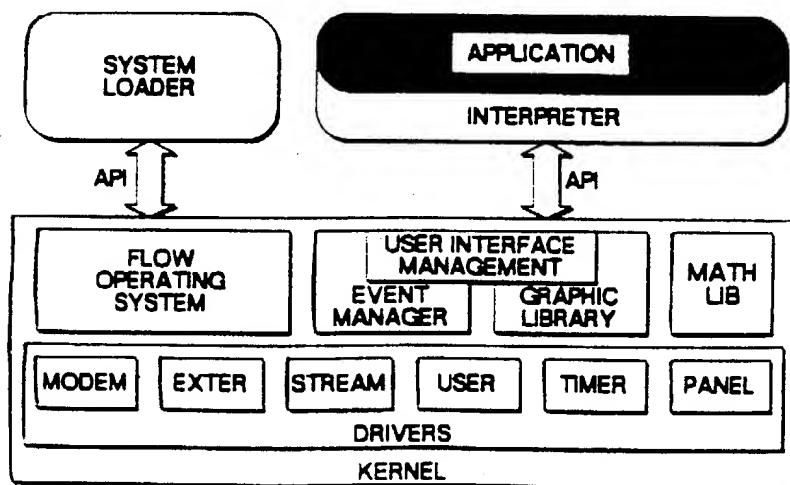 SYSTEM
LOADER
APPLICATION
INTERPRETER
API
API
FLOW
OPERATING
SYSTEM
USER INTERFACE
MANAGEMENT
EVENT
MANAGER
GRAPHIC
LIBRARY
MATH
LIB
MODEM
EXTER
STREAM
USER
TIMER
PANEL
DRIVERS
KERNEL